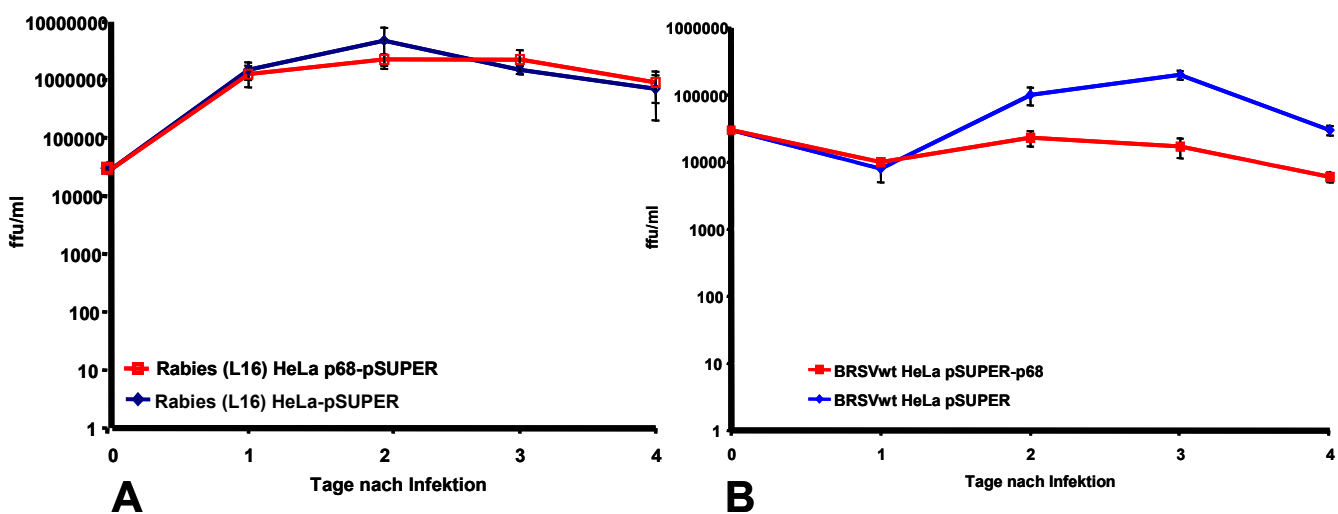 10000000
1000000
100000
10000
1000
100
10
1
ffu/ml
Rabies (L16) HeLa p68-pSUPER
Rabies (L16) HeLa-pSUPER
0 1 2 3 4
Tage nach Infektion
A
1000000
100000
10000
1000
100
10
1
ffu/ml
BRSVwt HeLa pSUPER-p68
BRSVwt HeLa pSUPER
0 1 2 3 4
Tage nach Infektion
B